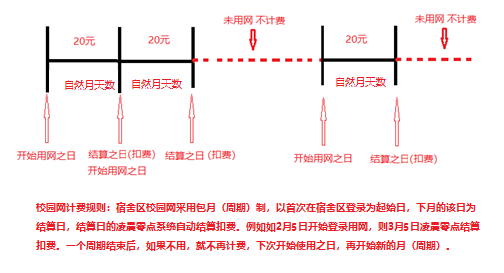 未用网 不计费
未用网 不计费
20元
20元
20元
自然月天数
自然月天数
自然月天数
开始用网之日
结算之日(扣费)
开始用网之日
结算之日 (扣费)
开始用网之日
结算之日(扣费)
校园网计费规则：宿舍区校园网采用包月（周期）制，以首次在宿舍区登录为起始日，下月的该日为
结算日，结算日的凌晨零点系统自动结算扣费。例如如2月5日开始登录用网，则3月5日凌晨零点结算
扣费。一个周期结束后，如果不用，就不再计费，下次开始使用之日，再开始新的月（周期）。